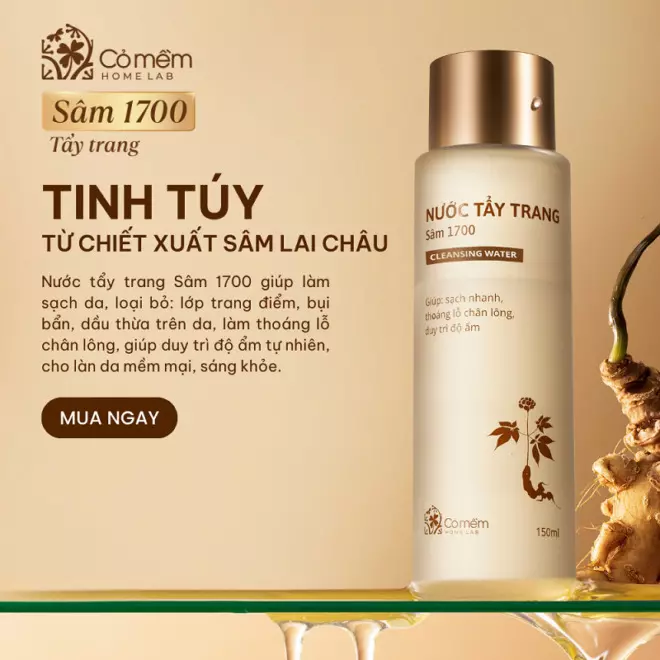 Cỏ mềm
HOME LAB
Sâm 1700
Tẩy trang
TINH TÚY
TỪ CHIẾT XUẤT SÂM LAI CHÂU
Nước tẩy trang Sâm 1700 giúp làm
sạch da, loại bỏ: lớp trang điểm, bụi
bẩn, dầu thừa trên da, làm thoáng lỗ
chân lông, giúp duy trì độ ẩm tự nhiên,
cho làn da mềm mại, sáng khỏe.
MUA NGAY
NƯỚC TẨY TRANG
Sâm 1700
CLEANSING WATER
Giúp: sạch nhanh,
thoáng lỗ chân lông,
duy trì độ ẩm
Cỏ mềm
HOME LAB
150ml